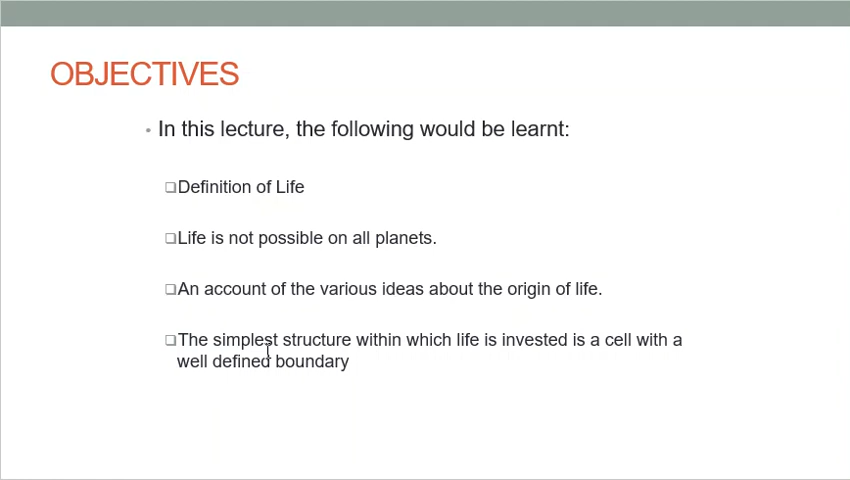 OBJECTIVES
• In this lecture, the following would be learnt:
❑Definition of Life
❑Life is not possible on all planets.
❑An account of the various ideas about the origin of life.
❑The simplest structure within which life is invested is a cell with a
well defined boundary